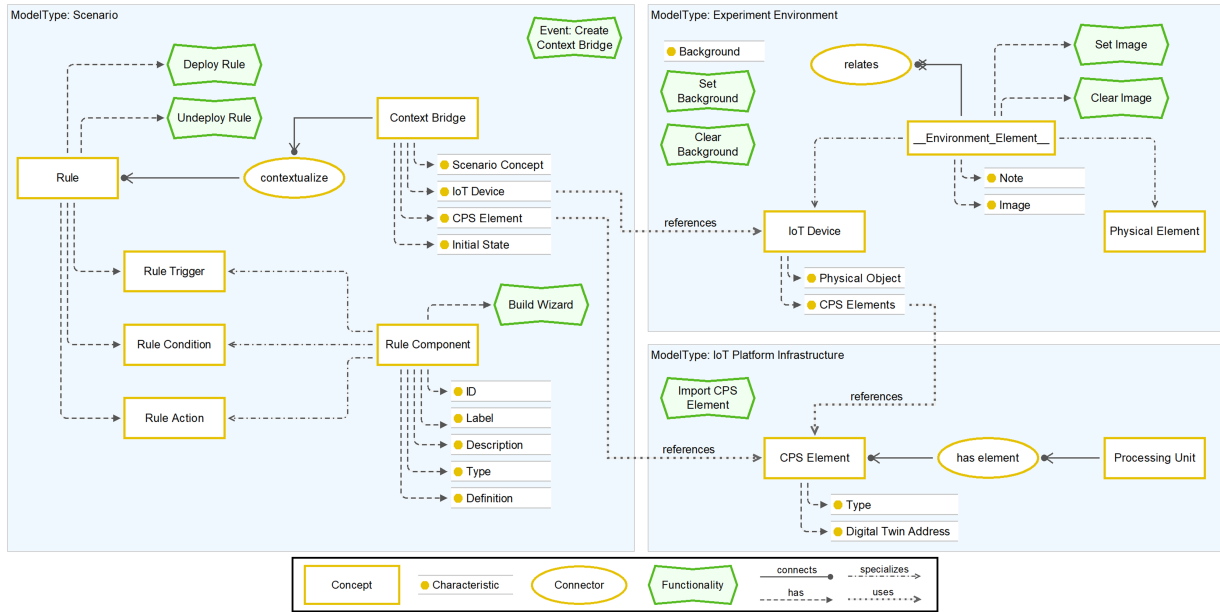 ModelType: Scenario
Event: Create
Context Bridge
Deploy Rule
Undeploy Rule
Context Bridge
Rule
contextualize
Scenario Concept
IoT Device
CPS Element
Initial State
Rule Trigger
Build Wizard
Rule Condition
Rule Component
Rule Action
ID
Label
Description
Type
Definition
ModelType: Experiment Environment
Background
relates
Set Image
Set
Background
Clear Image
Clear
Background
__Environment_Element__
Note
Image
references
IoT Device
Physical Element
Physical Object
CPS Elements
ModelType: IoT Platform Infrastructure
Import CPS
Element
references
references
CPS Element
has element
Processing Unit
Type
Digital Twin Address
Concept
Characteristic
Connector
Functionality
connects
specializes
has
uses